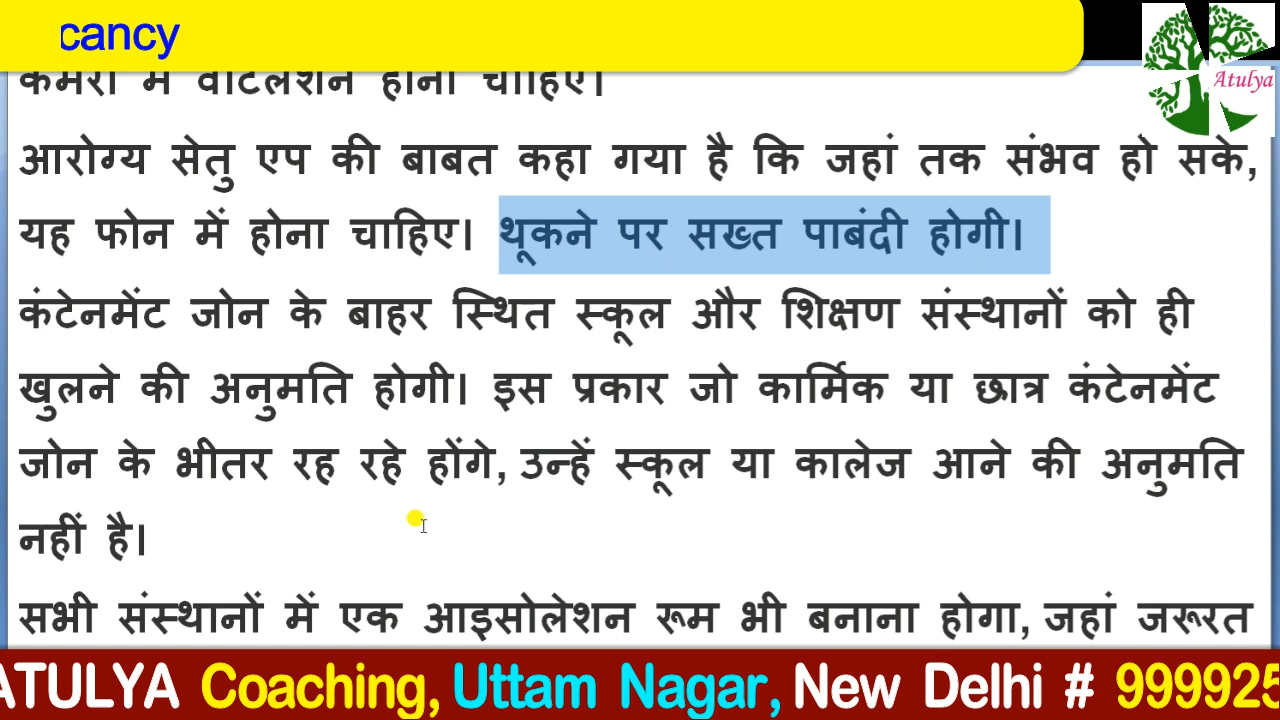 cancy
कमरों में वेंटिलेशन होना चाहिए।
आरोग्य सेतु एप की बाबत कहा गया है कि जहां तक संभव हो सके,
यह फोन में होना चाहिए। थूकने पर सख्त पाबंदी होगी।
कंटेनमेंट जोन के बाहर स्थित स्कूल और शिक्षण संस्थानों को ही
खुलने की अनुमति होगी। इस प्रकार जो कार्मिक या छात्र कंटेनमेंट
जोन के भीतर रह रहे होंगे, उन्हें स्कूल या कालेज आने की अनुमति
नहीं है।
सभी संस्थानों में एक आइसोलेशन रूम भी बनाना होगा, जहां जरूरत
ATULYA Coaching, Uttam Nagar, New Delhi # 999925
Atulya